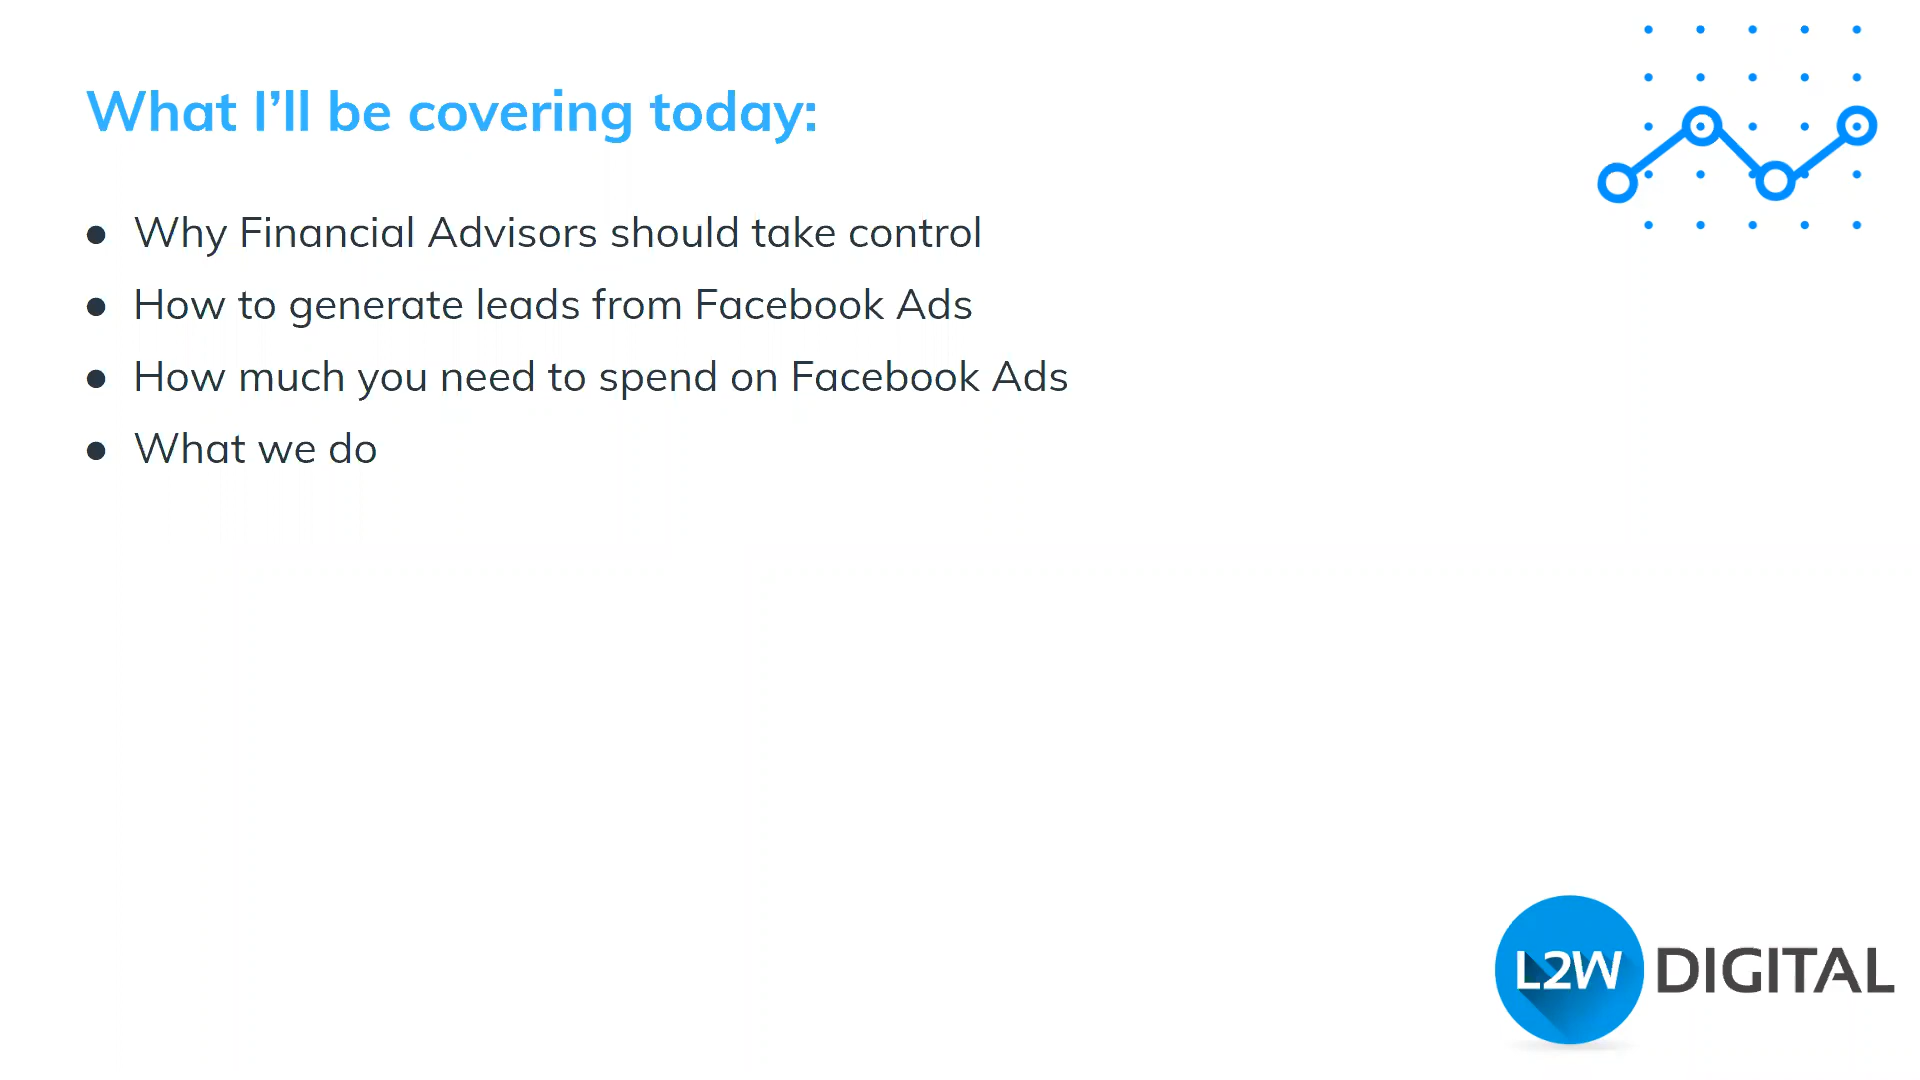 What I’ll be covering today:
● Why Financial Advisors should take control
● How to generate leads from Facebook Ads
● How much you need to spend on Facebook Ads
● What we do
L2W DIGITAL